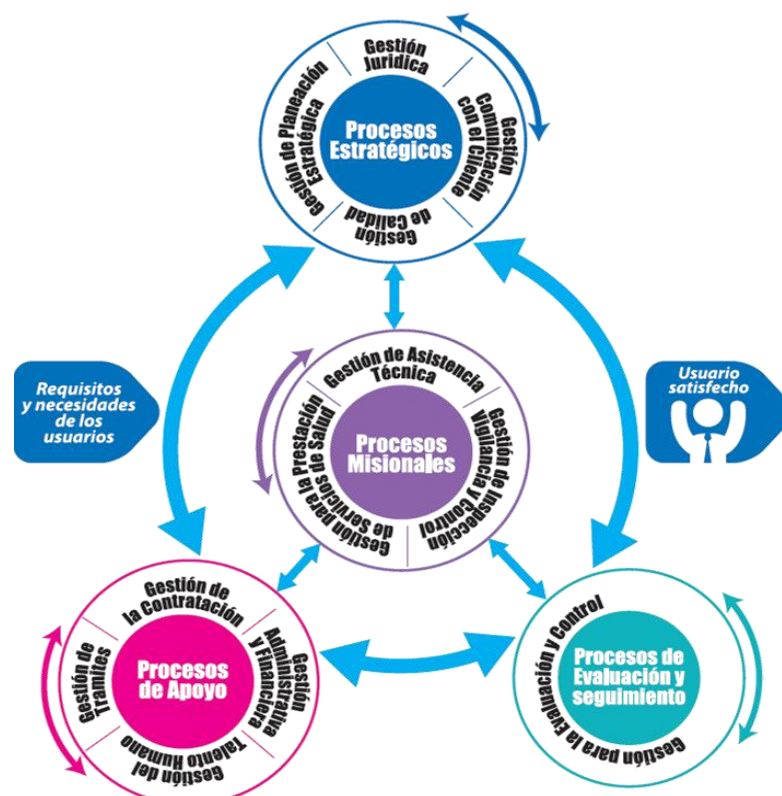 Gestión
Jurídica
Gestión de Planeación
Estratégica
Procesos
Estratégicos
Gestión
Comunicación
con el Cliente
Gestión
de Calidad
Requisitos
y necesidades
de los
usuarios
Gestión de Asistencia
Técnica
Gestión para la Prestación
de Servicios de Salud
Procesos
Misionales
Gestión de Inspección
Vigilancia y Control
Usuario
satisfecho
Gestión de
la Contratación
Gestión de
Tramites
Procesos
de Apoyo
Gestión
Administrativa
y Financiera
Gestión del
Talento Humano
Gestión para la Evaluación y Control
Procesos de
Evaluación y
seguimiento